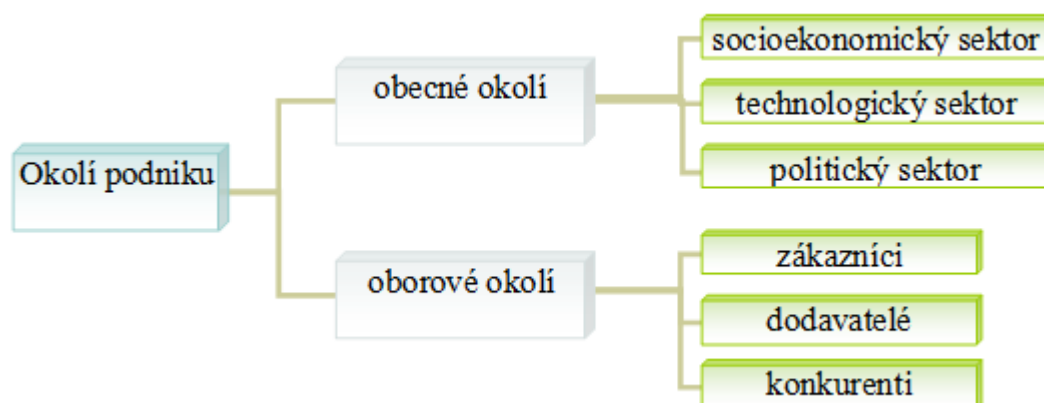 Okolí podniku
obecné okolí
socioekonomický sektor
technologický sektor
politický sektor
oborové okolí
zákazníci
dodavatelé
konkurenti